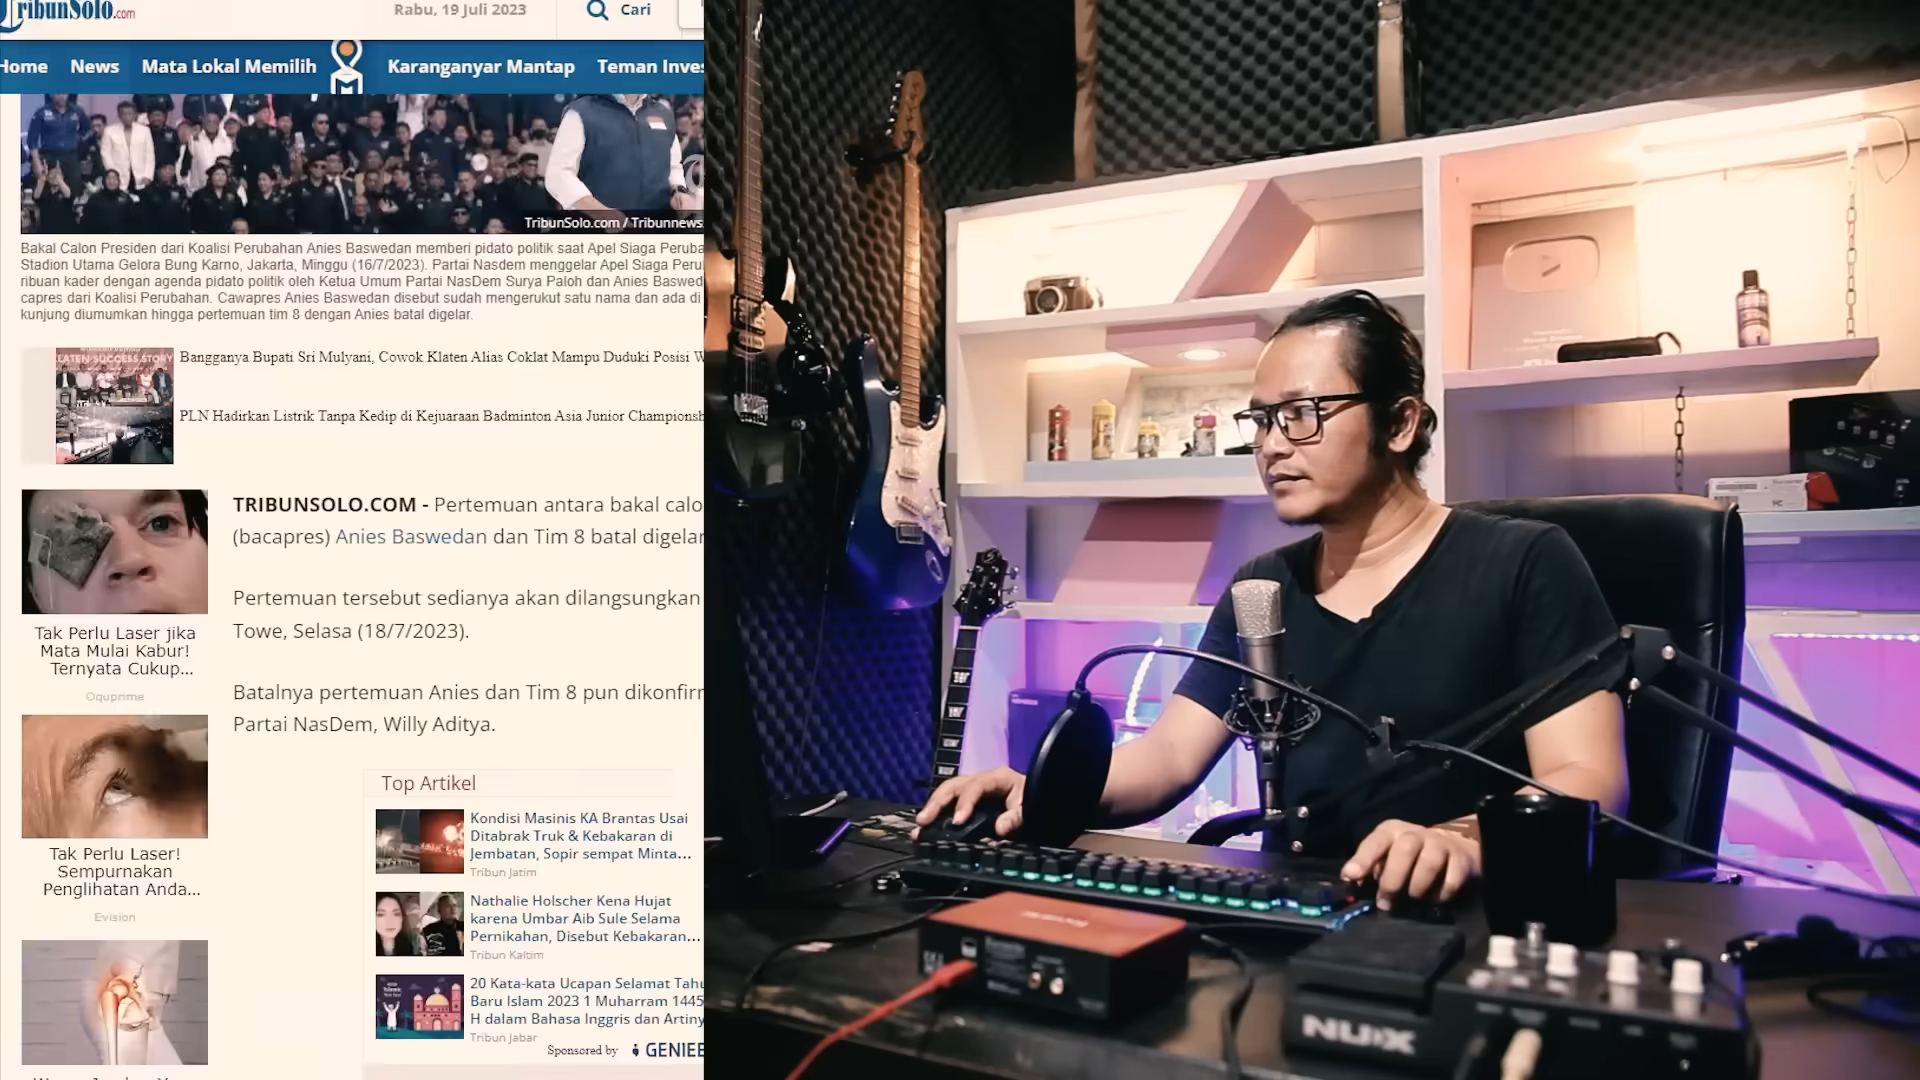 TribunSolo.com
Rabu, 19 Juli 2023
Cari
Home News Mata Lokal Memilih Karanganyar Mantap Teman Inves
TribunSolo.com / Tribunnews
Bakal Calon Presiden dari Koalisi Perubahan Anies Baswedan memberi pidato politik saat Apel Siaga Peruba
Stadion Utama Gelora Bung Karno, Jakarta, Minggu (16/7/2023). Partai Nasdem menggelar Apel Siaga Peru
ribuan kader dengan agenda pidato politik oleh Ketua Umum Partai NasDem Surya Paloh dan Anies Baswed
capres dari Koalisi Perubahan. Cawapres Anies Baswedan disebut sudah mengerukut satu nama dan ada di
kunjung diumumkan hingga pertemuan tim 8 dengan Anies batal digelar.
LATEN SUCCESS STORY
Bangganya Bupati Sri Mulyani, Cowok Klaten Alias Coklat Mampu Duduki Posisi W
PLN Hadirkan Listrik Tanpa Kedip di Kejuaraan Badminton Asia Junior Championsh
TRIBUNSOLO.COM - Pertemuan antara bakal calo
(bacapres) Anies Baswedan dan Tim 8 batal digelar
Pertemuan tersebut sedianya akan dilangsungkan
Towe, Selasa (18/7/2023).
Batalnya pertemuan Anies dan Tim 8 pun dikonfirm
Partai NasDem, Willy Aditya.
Tak Perlu Laser jika
Mata Mulai Kabur!
Ternyata Cukup...
Oquprime
Tak Perlu Laser!
Sempurnakan
Penglihatan Anda...
Evision
Top Artikel
Kondisi Masinis KA Brantas Usai
Ditabrak Truk & Kebakaran di
Jembatan, Sopir sempat Minta...
Tribun Jatim
Nathalie Holscher Kena Hujat
karena Umbar Aib Sule Selama
Pernikahan, Disebut Kebakaran...
Tribun Kaltim
20 Kata-kata Ucapan Selamat Tahu
Baru Islam 2023 1 Muharram 1445
H dalam Bahasa Inggris dan Artiny
Tribun Jabar
Sponsored by GENIEE
NUX